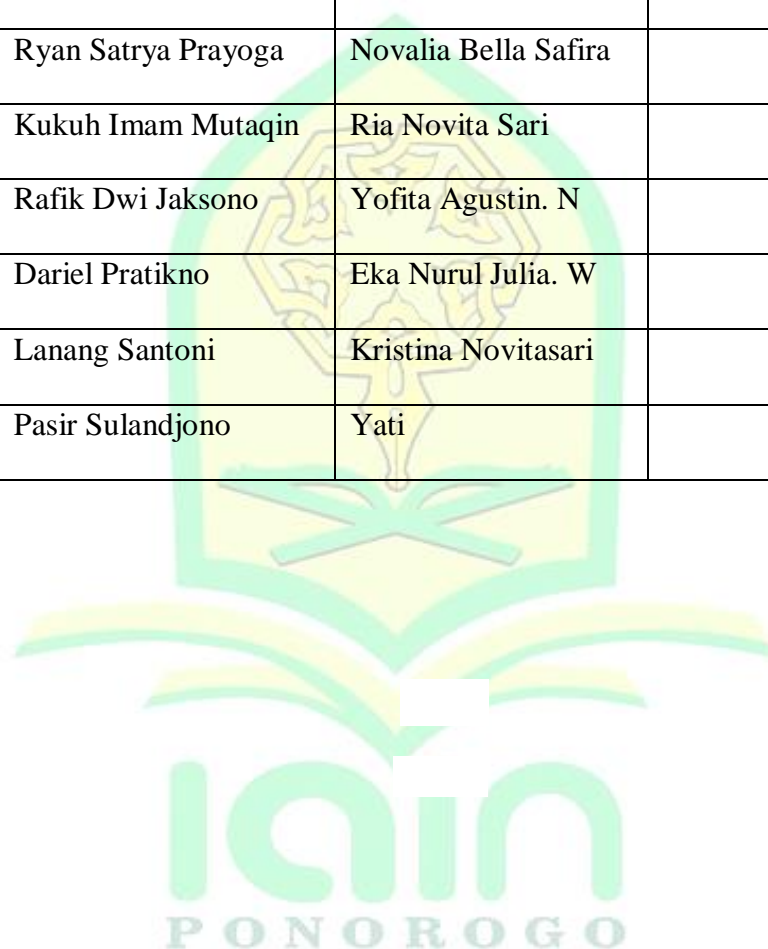 Ryan Satrya Prayoga Novalia Bella Safira
Kukuh Imam Mutaqin Ria Novita Sari
Rafik Dwi Jaksono Yofita Agustin. N
Dariel Pratikno Eka Nurul Julia. W
Lanang Santoni Kristina Novitasari
Pasir Sulandjono Yati
iain
PONOROGO